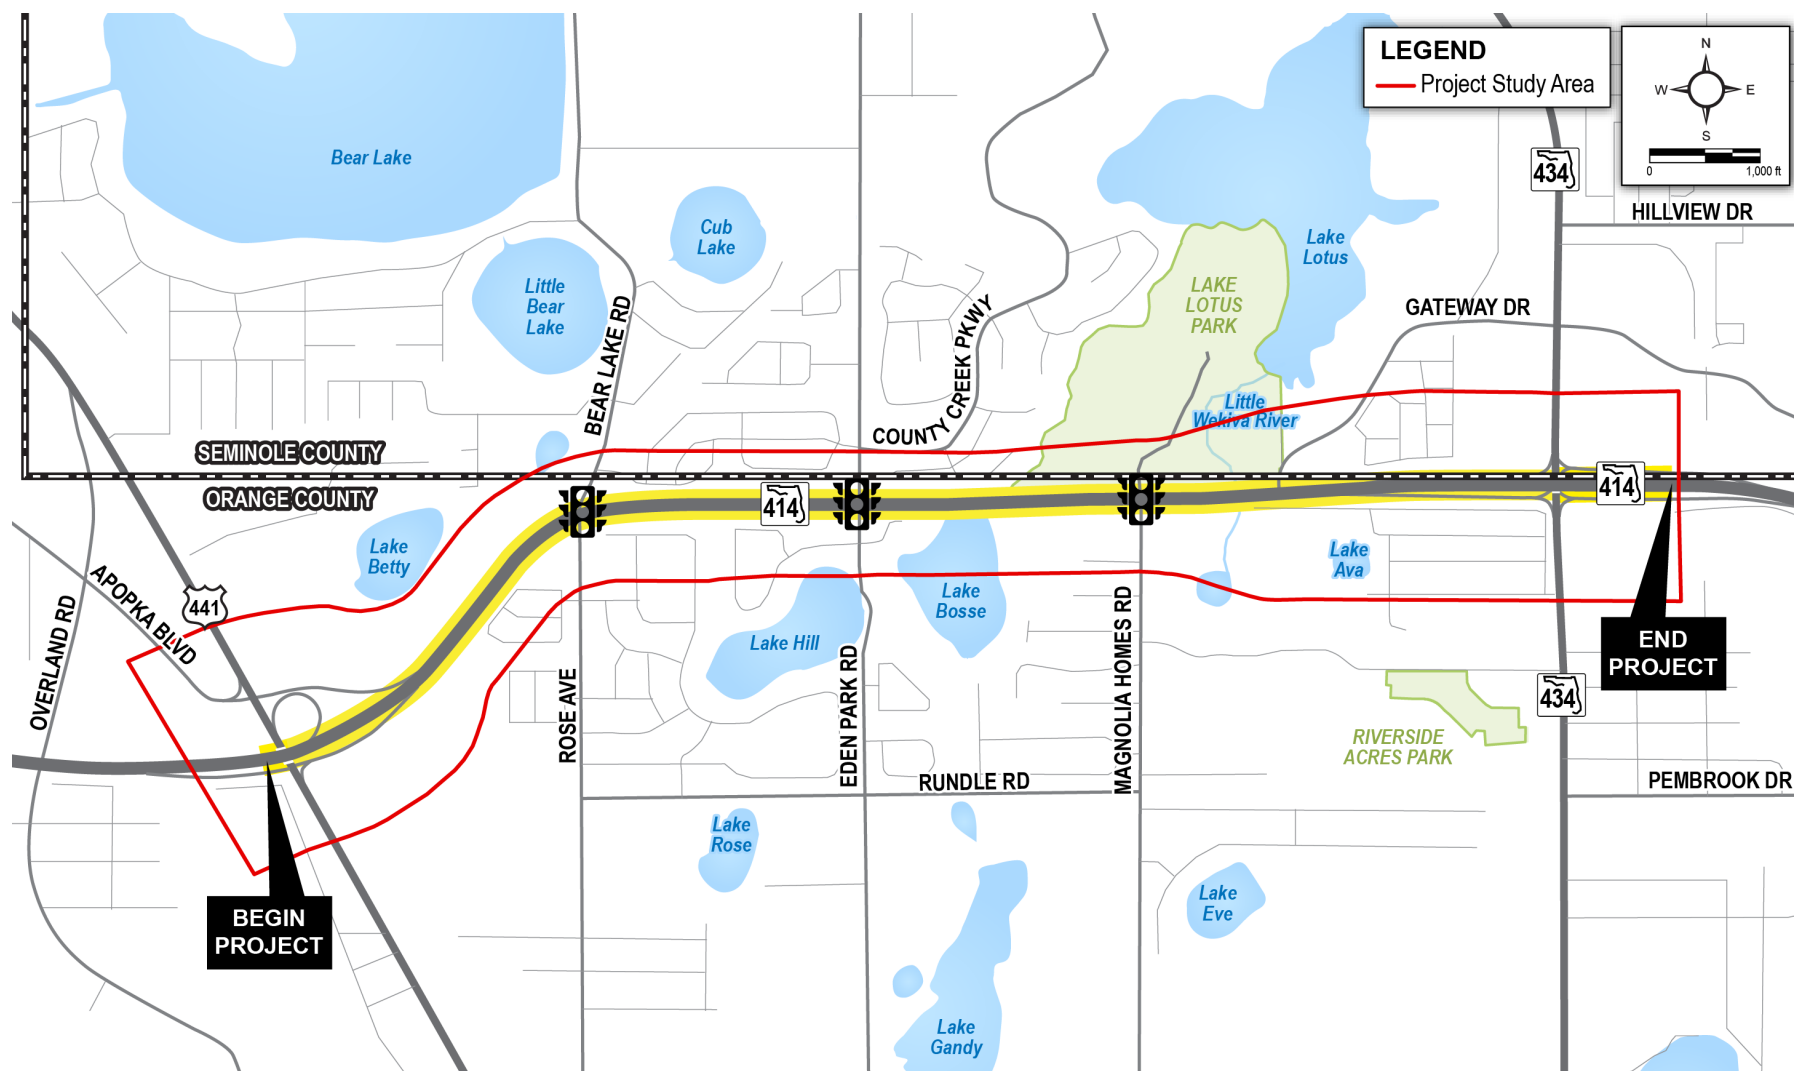 LEGEND
Project Study Area
N
W
E
S
0
1,000 ft
Bear Lake
434
HILLVIEW DR
Cub
Lake
Lake
Lotus
Little
Bear
Lake
LAKE
LOTUS
PARK
GATEWAY DR
BEAR LAKE RD
COUNTY CREEK PKWY
Little
Wekiva River
SEMINOLE COUNTY
ORANGE COUNTY
414
414
Lake
Betty
Lake
Ava
APOPKA BLVD
441
OVERLAND RD
Lake
Bosse
Lake Hill
MAGNOLIA HOMES RD
END
PROJECT
ROSE AVE
EDEN PARK RD
434
RIVERSIDE
ACRES PARK
RUNDLE RD
PEMBROOK DR
Lake
Rose
Lake
Eve
BEGIN
PROJECT
Lake
Gandy